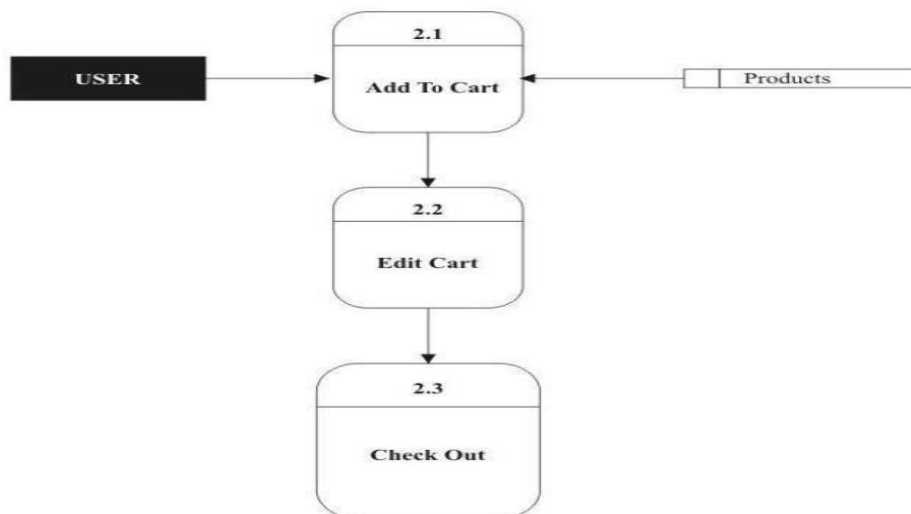 2.1
USER
Add To Cart
Products
2.2
Edit Cart
2.3
Check Out